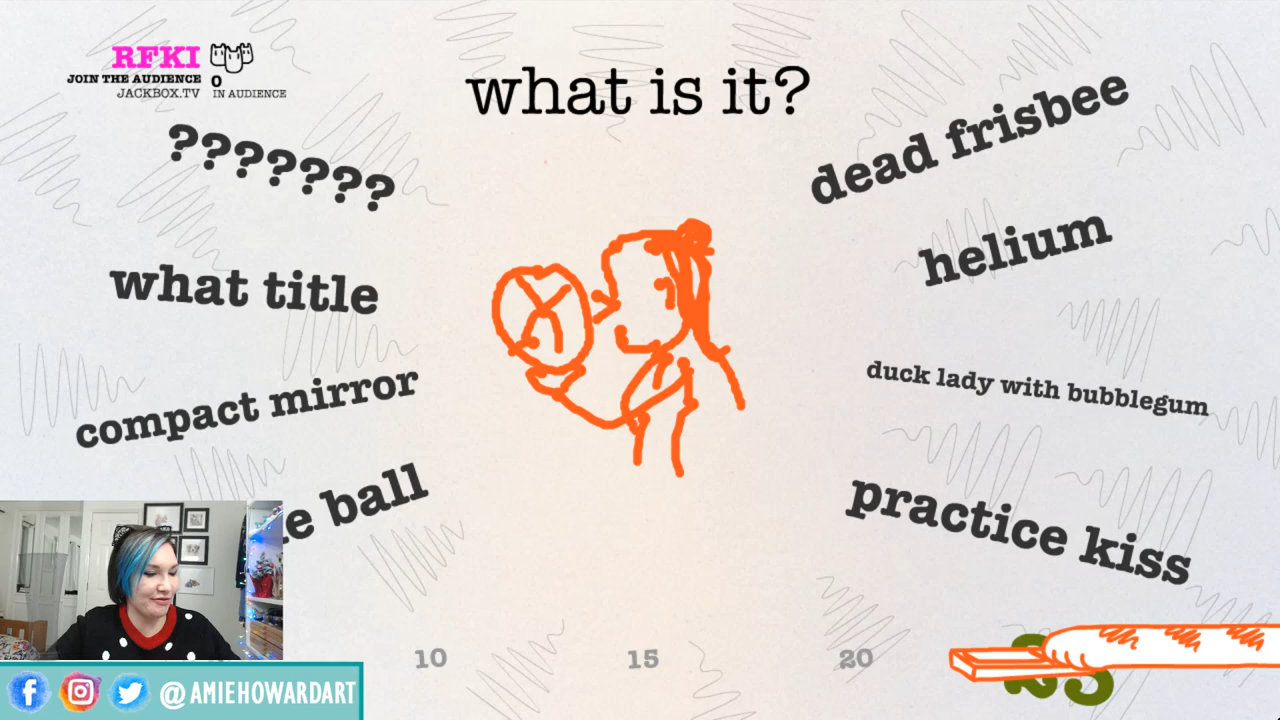 RFKI
JOIN THE AUDIENCE
JACKBOX.TV
0
IN AUDIENCE
what is it?
???????
what title
compact mirror
ball
dead frisbee
helium
duck lady with bubblegum
practice kiss
10
15
20
25
@AMIEHOWARDART